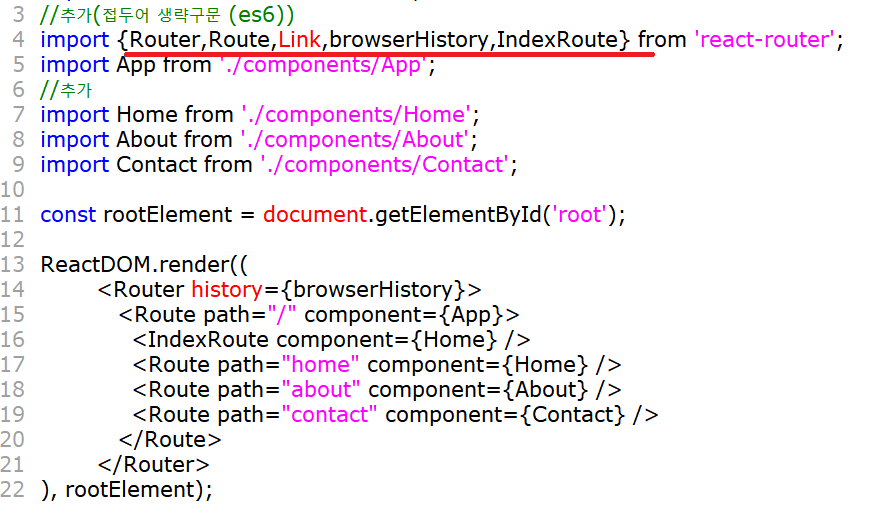 3 //추가(접두어 생략구문 (es6))
4 import {Router,Route,Link,browserHistory,IndexRoute} from 'react-router';
5 import App from './components/App';
6 //추가
7 import Home from './components/Home';
8 import About from './components/About';
9 import Contact from './components/Contact';
10
11 const rootElement = document.getElementById('root');
12
13 ReactDOM.render((
14 <Router history={browserHistory}>
15 <Route path="/" component={App}>
16 <IndexRoute component={Home} />
17 <Route path="home" component={Home} />
18 <Route path="about" component={About} />
19 <Route path="contact" component={Contact} />
20 </Route>
21 </Router>
22 ), rootElement);